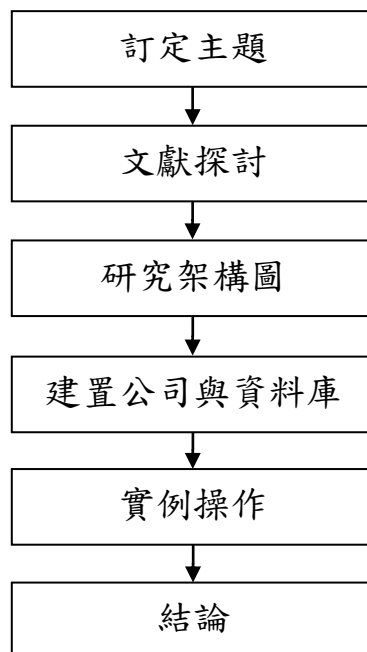 訂定主題
文獻探討
研究架構圖
建置公司與資料庫
實例操作
結論